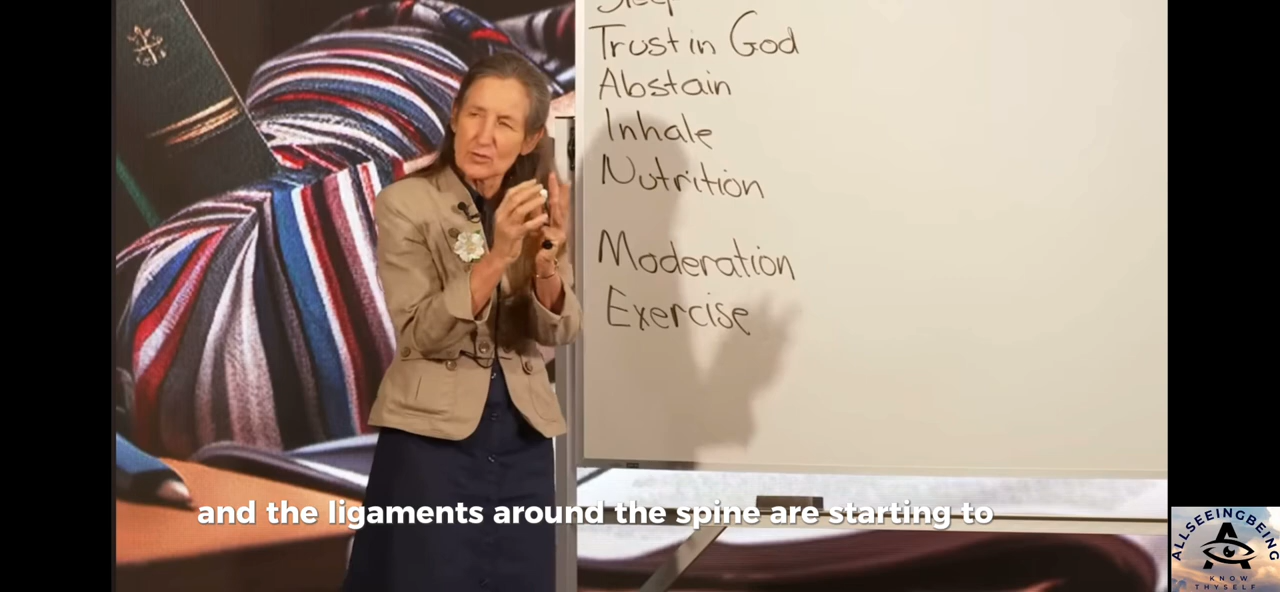 Sleep
Trust in God
Abstain
Inhale
Nutrition
Moderation
Exercise
and the ligaments around the spine are starting to
ALLSEEINGBEING
KNOW
THYSELF